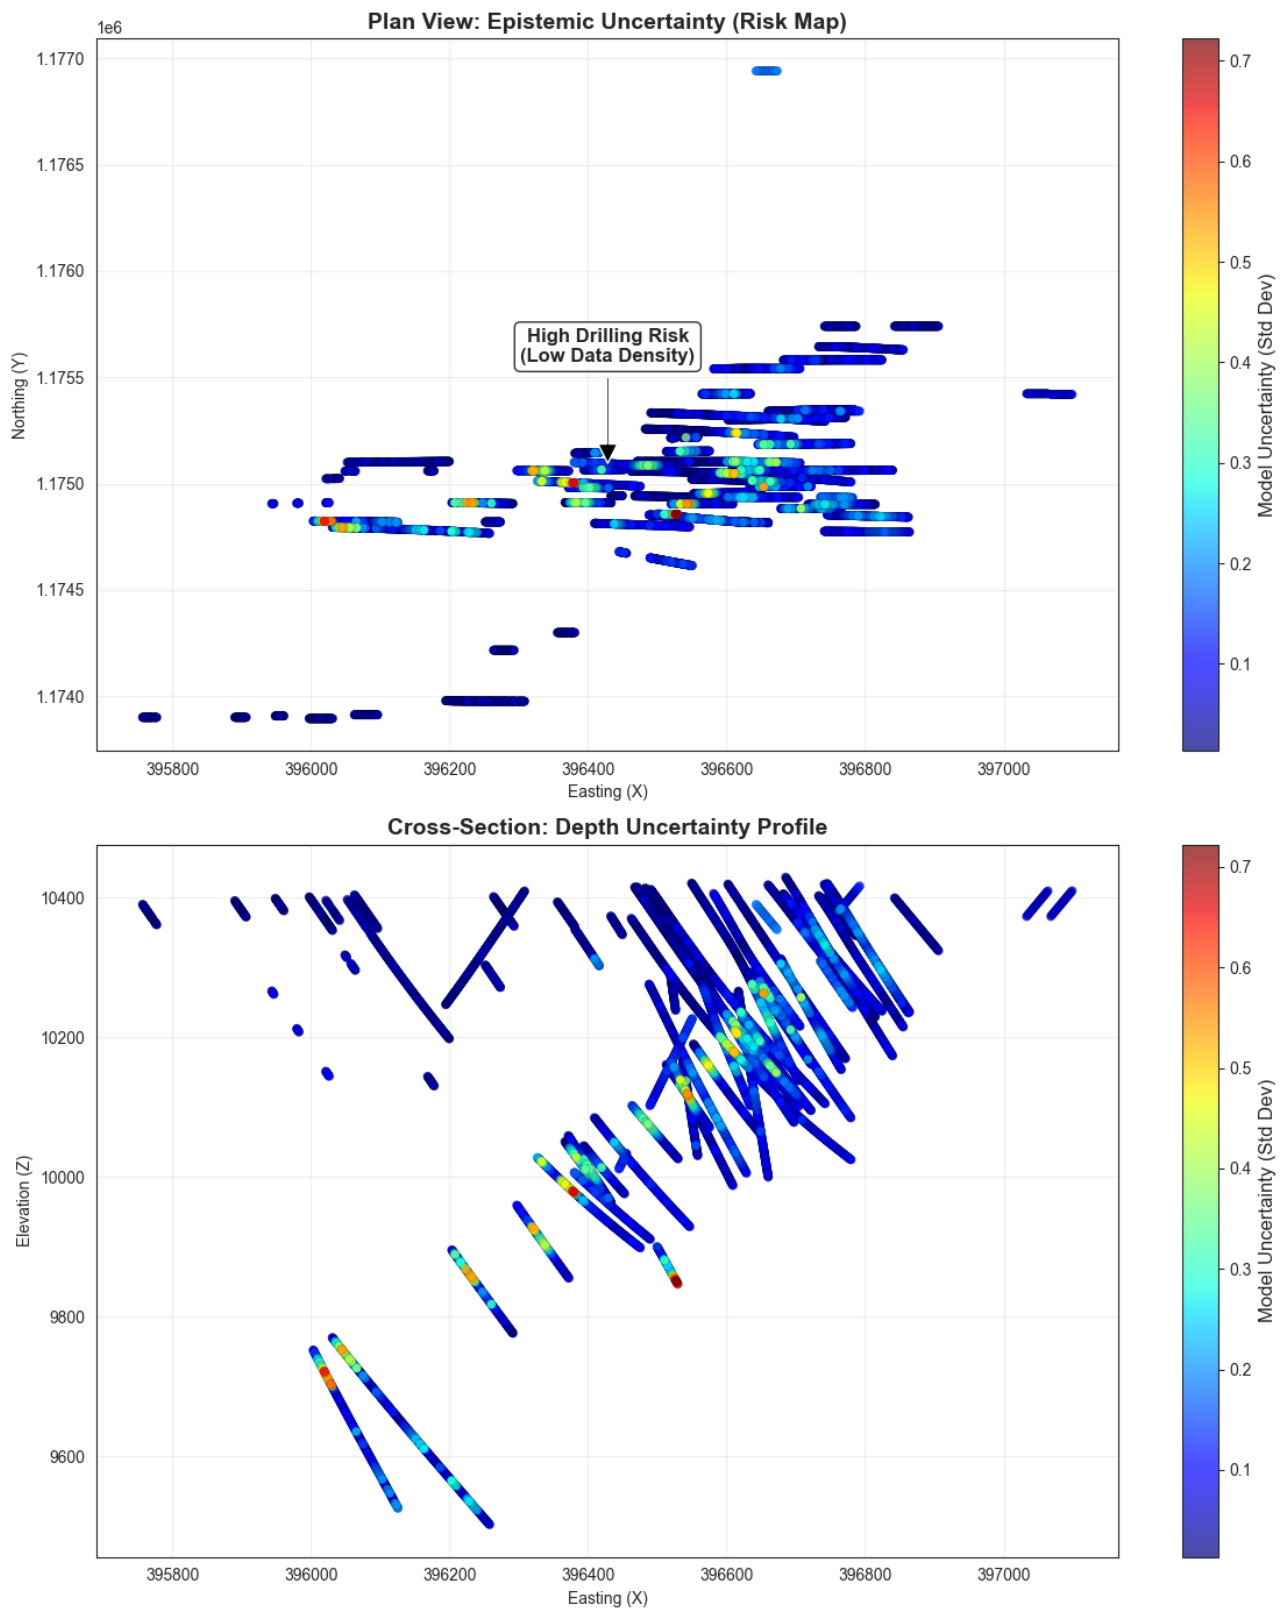 Plan View: Epistemic Uncertainty (Risk Map)
1e6
1.1770
1.1765
1.1760
1.1755
1.1750
1.1745
1.1740
Northing (Y)
High Drilling Risk
(Low Data Density)
395800 396000 396200 396400 396600 396800 397000
Easting (X)
0.7
0.6
0.5
0.4
0.3
0.2
0.1
Model Uncertainty (Std Dev)
Cross-Section: Depth Uncertainty Profile
10400
10200
10000
9800
9600
Elevation (Z)
395800 396000 396200 396400 396600 396800 397000
Easting (X)
0.7
0.6
0.5
0.4
0.3
0.2
0.1
Model Uncertainty (Std Dev)